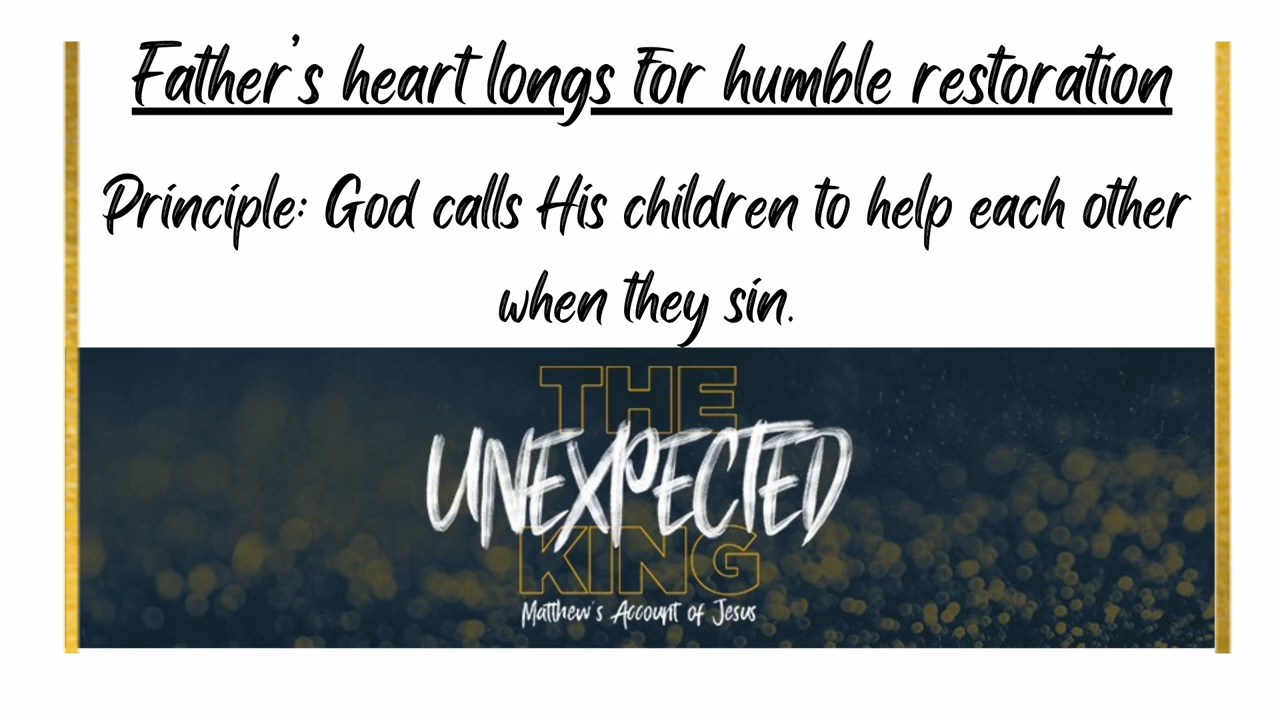 Father's heart longs for humble restoration
Principle: God calls His children to help each other
when they sin.
THE
UNEXPECTED
KING
Matthew's Account of Jesus